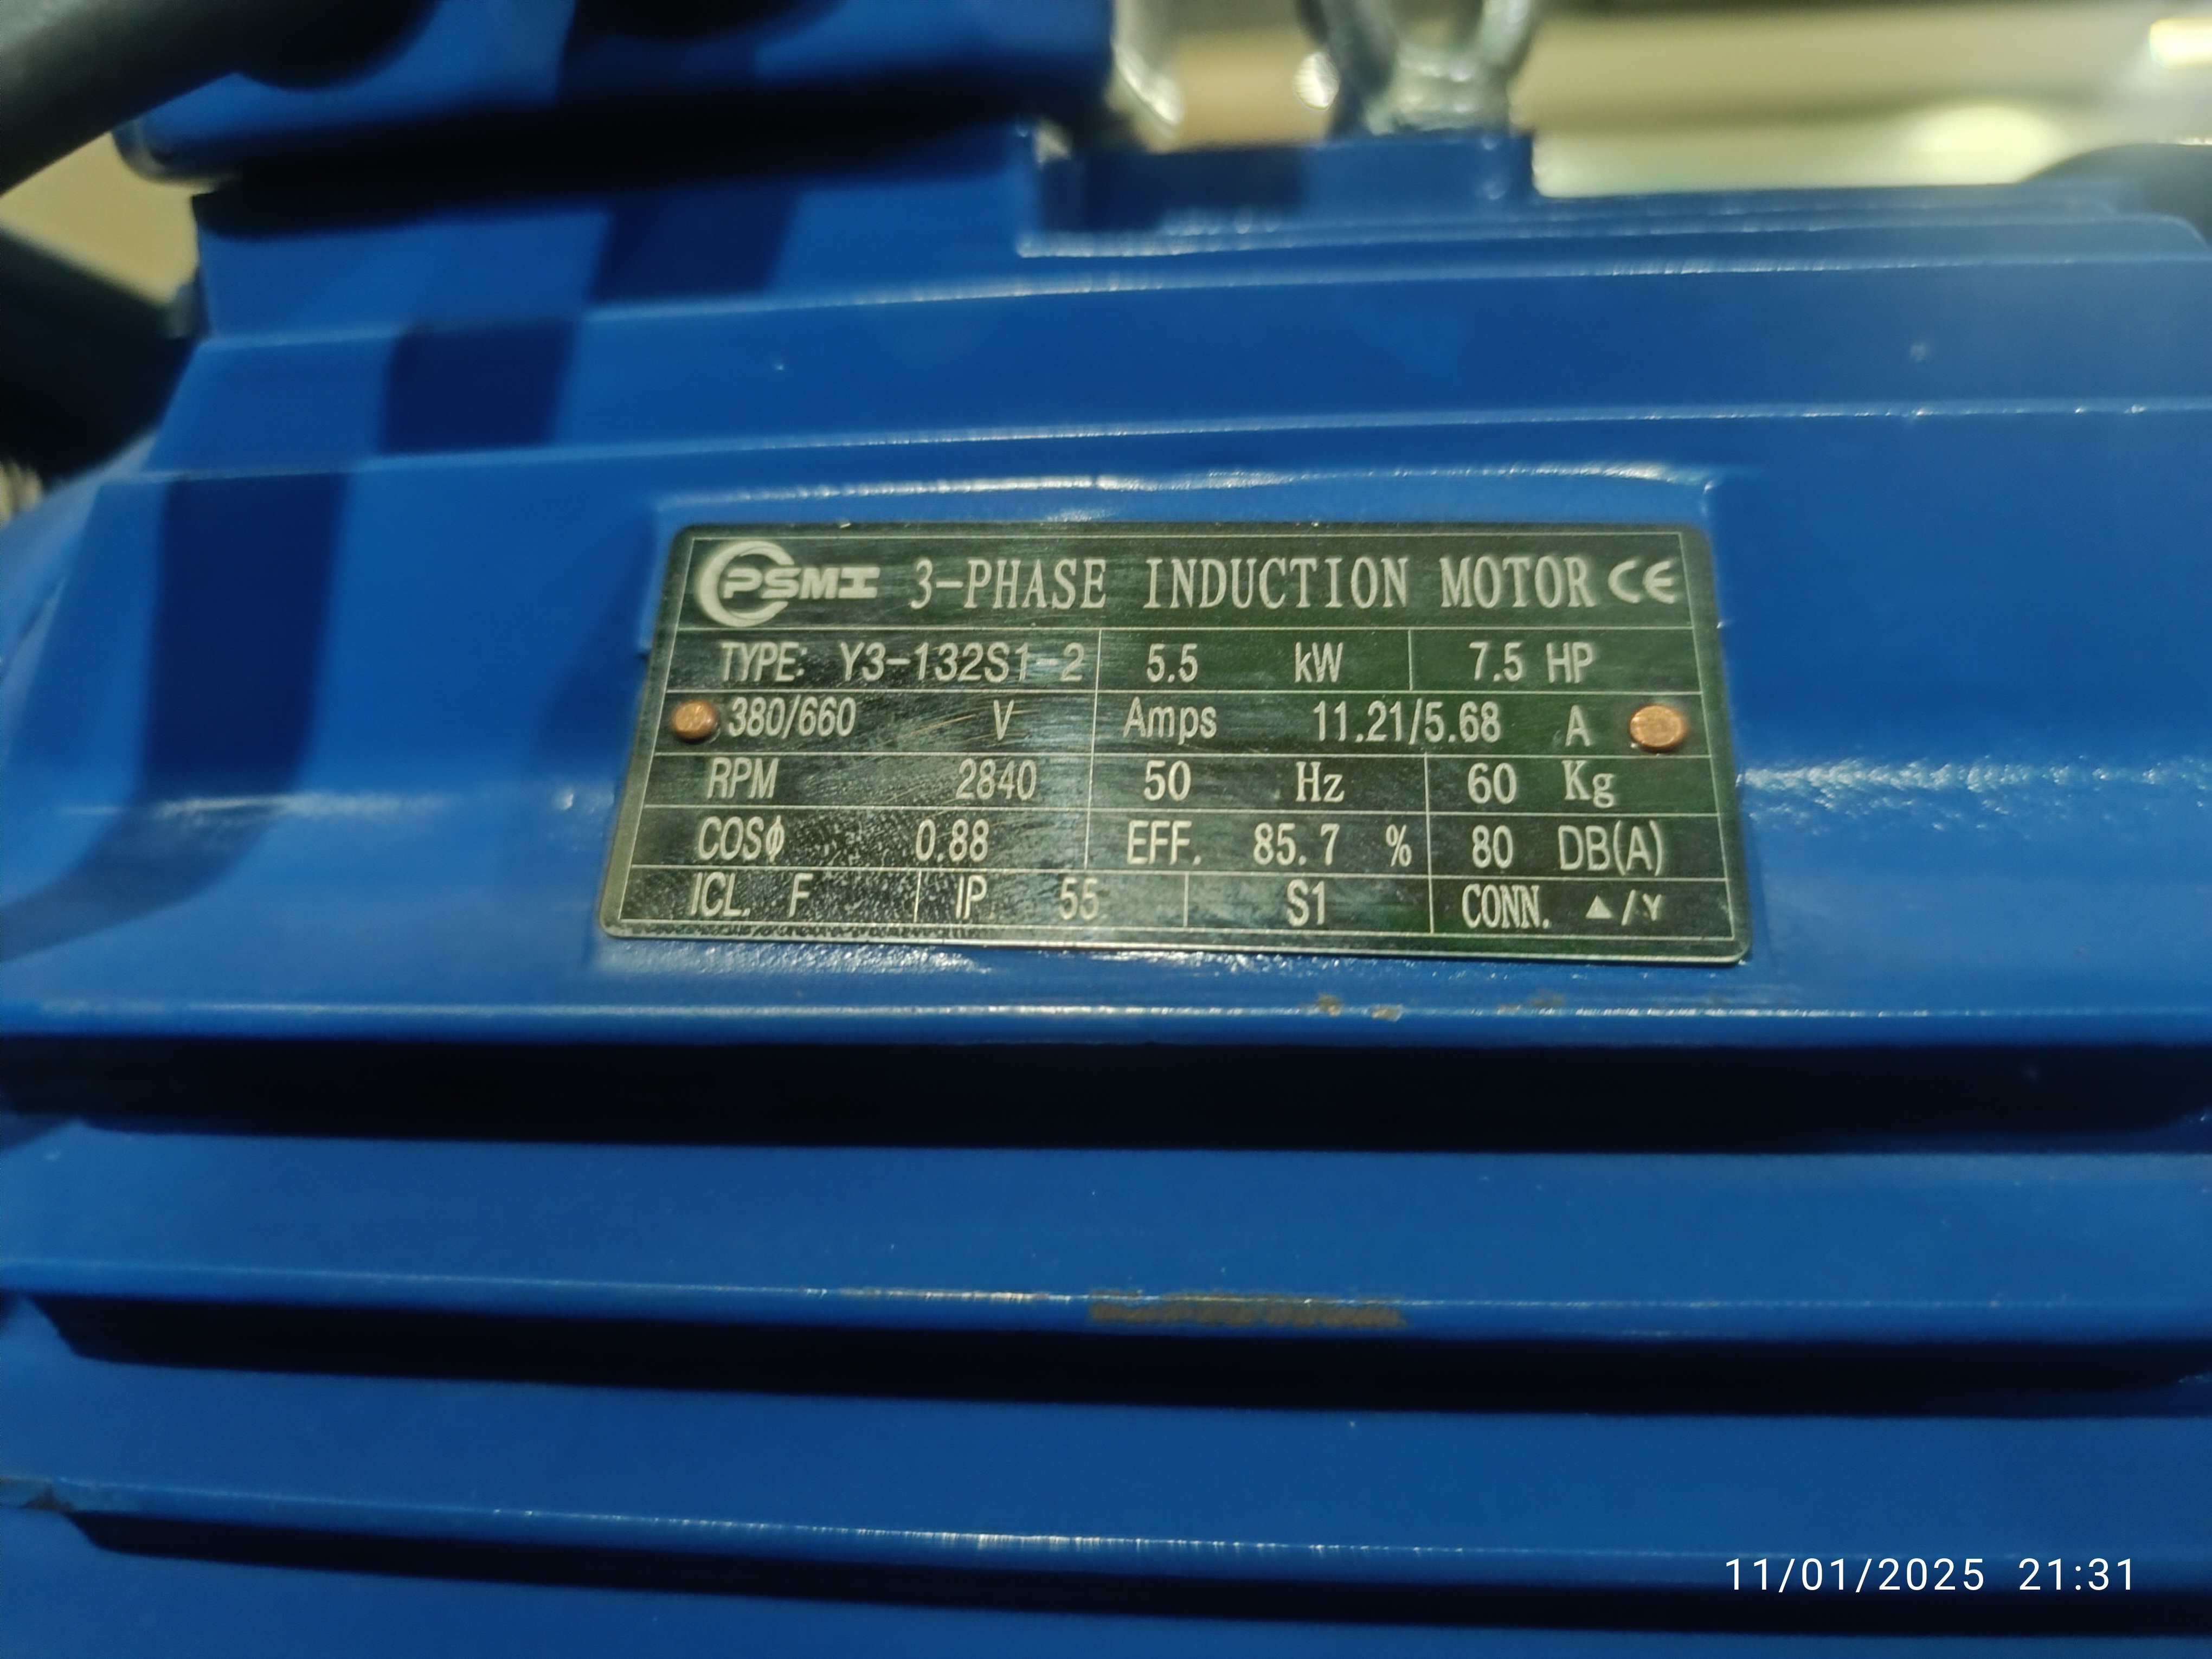 PSMI 3-PHASE INDUCTION MOTOR CE
TYPE: Y3-132S1-2 5.5 kW 7.5 HP
380/660 V Amps 11.21/5.68 A
RPM 2840 50 Hz 60 Kg
COSϕ 0.88 EFF. 85.7 % 80 DB(A)
ICL. F IP. 55 S1 CONN. ▲/Y
11/01/2025 21:31